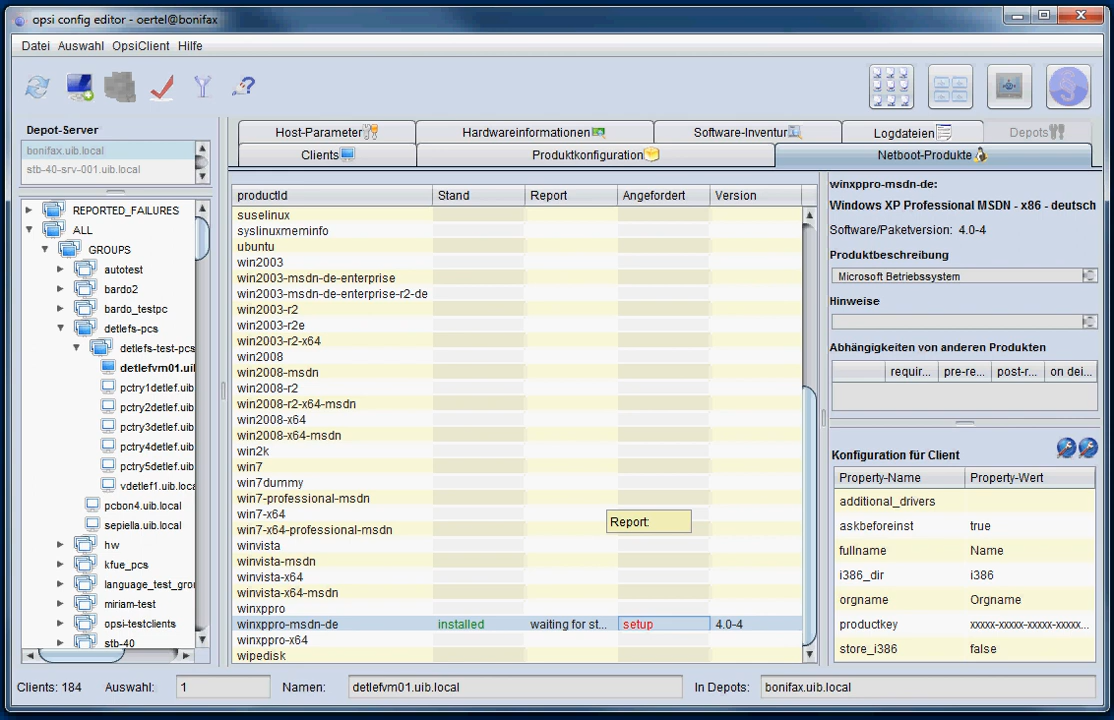 opsi config editor - oertel@bonifax
Datei Auswahl OpsiClient Hilfe
Depot-Server
bonifax.uib.local
stb-40-srv-001.uib.local
REPORTED_FAILURES
ALL
GROUPS
autotest
bardo2
bardo_testpc
detlefs-pcs
detlefs-test-pcs
detlefvm01.uil
pctry1detlef.uib
pctry2detlef.uib
pctry3detlef.uib
pctry4detlef.uib
pctry5detlef.uib
vdetlef1.uib.loca
pcbon4.uib.local
sepiella.uib.local
hw
kfue_pcs
language_test_grou
miriam-test
opsi-testclients
stb-40
Host-Parameter Hardwareinformationen Software-Inventur Logdateien Depots
Clients Produktkonfiguration Netboot-Produkte
productId Stand Report Angefordert Version
suselinux
syslinuxmeminfo
ubuntu
win2003
win2003-msdn-de-enterprise
win2003-msdn-de-enterprise-r2-de
win2003-r2
win2003-r2e
win2003-r2-x64
win2008
win2008-msdn
win2008-r2
win2008-r2-x64-msdn
win2008-x64
win2008-x64-msdn
win2k
win7
win7dummy
win7-professional-msdn
win7-x64
win7-x64-professional-msdn
winvista
winvista-msdn
winvista-x64
winvista-x64-msdn
winxppro
winxppro-msdn-de installed waiting for st... setup 4.0-4
winxppro-x64
wipedisk
Report:
winxppro-msdn-de:
Windows XP Professional MSDN - x86 - deutsch
Software/Paketversion: 4.0-4
Produktbeschreibung
Microsoft Betriebssystem
Hinweise
Abhängigkeiten von anderen Produkten
requir... pre-re... post-r... on dei...
Konfiguration für Client
Property-Name Property-Wert
additional_drivers
askbeforeinst true
fullname Name
i386_dir i386
orgname Orgname
productkey xxxxx-xxxxx-xxxxx-xxxx...
store_i386 false
Clients: 184 Auswahl: 1 Namen: detlefvm01.uib.local In Depots: bonifax.uib.local